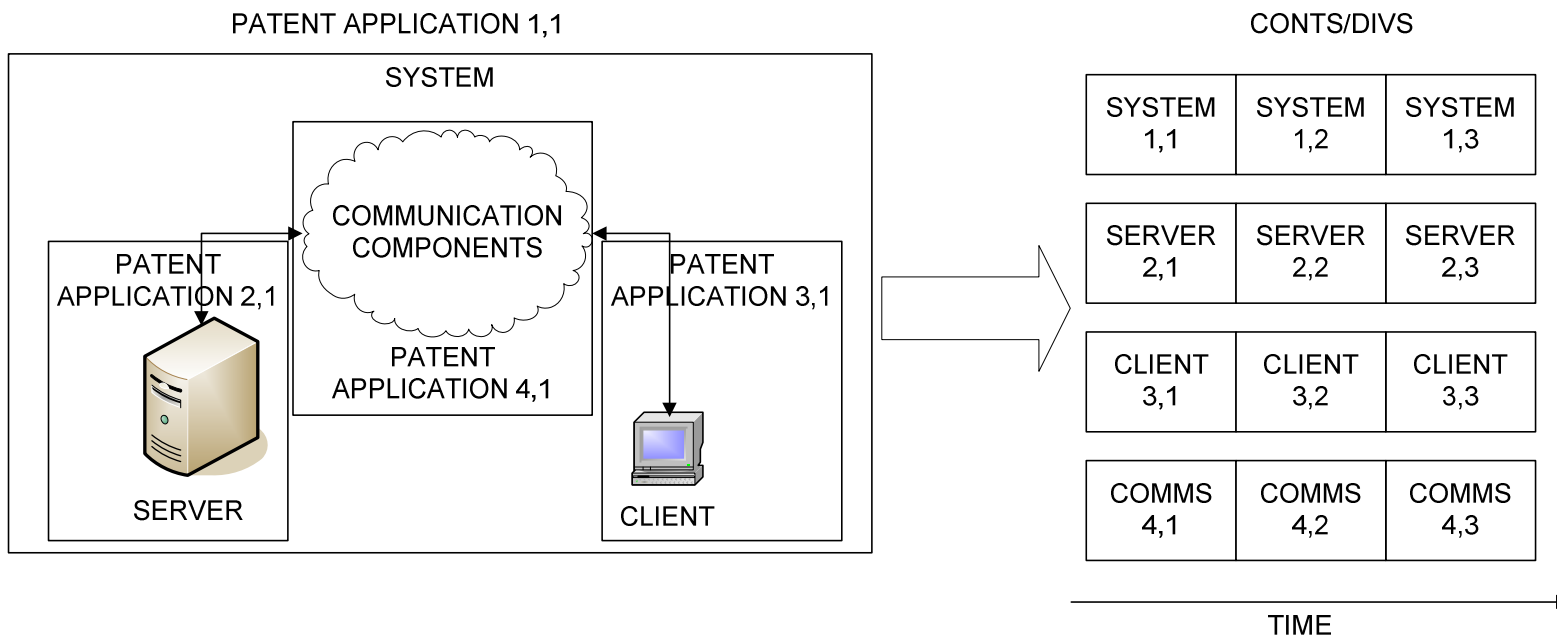 PATENT APPLICATION 1,1
SYSTEM
COMMUNICATION
COMPONENTS
PATENT
APPLICATION 2,1
PATENT
APPLICATION 3,1
PATENT
APPLICATION 4,1
SERVER
CLIENT
CONTS/DIVS
SYSTEM
1,1
SYSTEM
1,2
SYSTEM
1,3
SERVER
2,1
SERVER
2,2
SERVER
2,3
CLIENT
3,1
CLIENT
3,2
CLIENT
3,3
COMMS
4,1
COMMS
4,2
COMMS
4,3
TIME